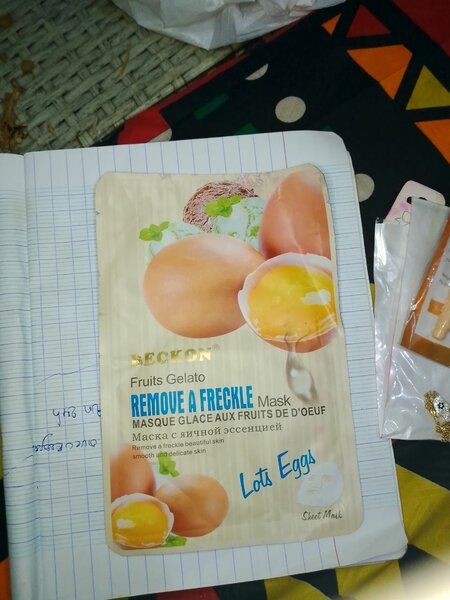 BECKON®
Fruits Gelato
REMOVE A FRECKLE Mask
MASQUE GLACE AUX FRUITS DE D'OEUF
Маска с яичной эссенцией
Remove a freckle beautiful skin
smooth and delicate skin
Lots Eggs
Sheet Mask